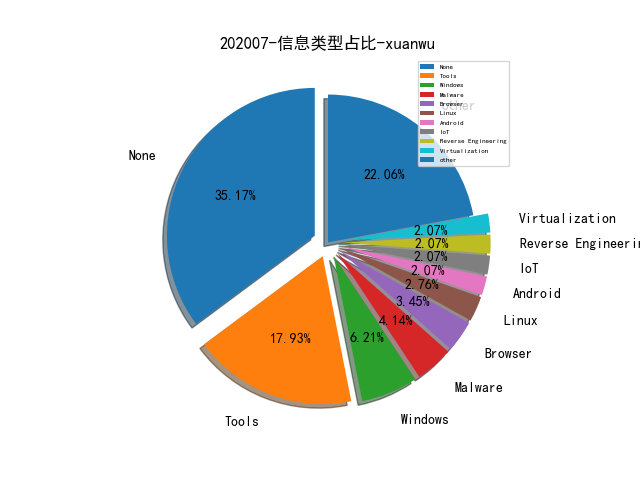 202007-信息类型占比-xuanwu
None
Tools
Windows
Malware
Browser
Linux
Android
IoT
Reverse Engineering
Virtualization
other
other
None
35.17%
22.06%
Virtualization
2.07%
Reverse Engineerin
2.07%
IoT
2.07%
Android
2.07%
Linux
2.76%
Browser
3.45%
Malware
4.14%
Windows
6.21%
Tools
17.93%